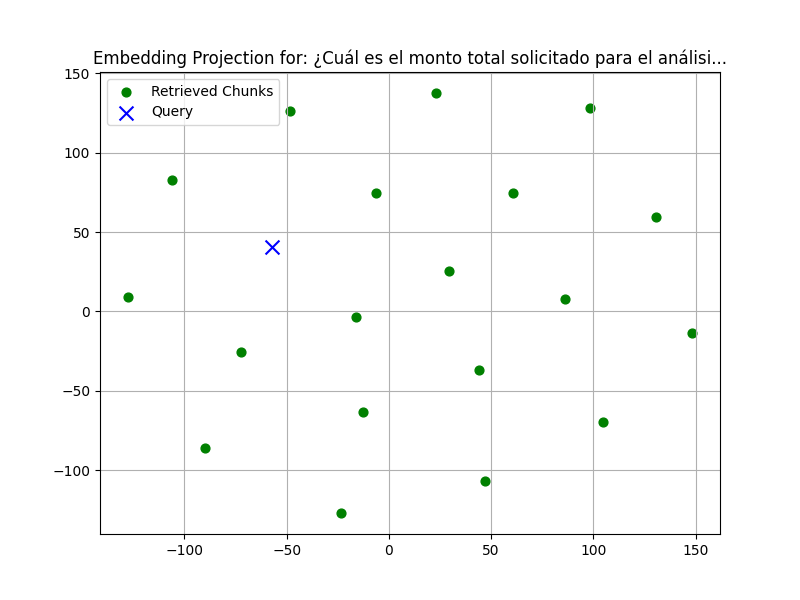 Embedding Projection for: ¿Cuál es el monto total solicitado para el análisi...
Retrieved Chunks
Query
150
100
50
0
−50
−100
−100 −50 0 50 100 150